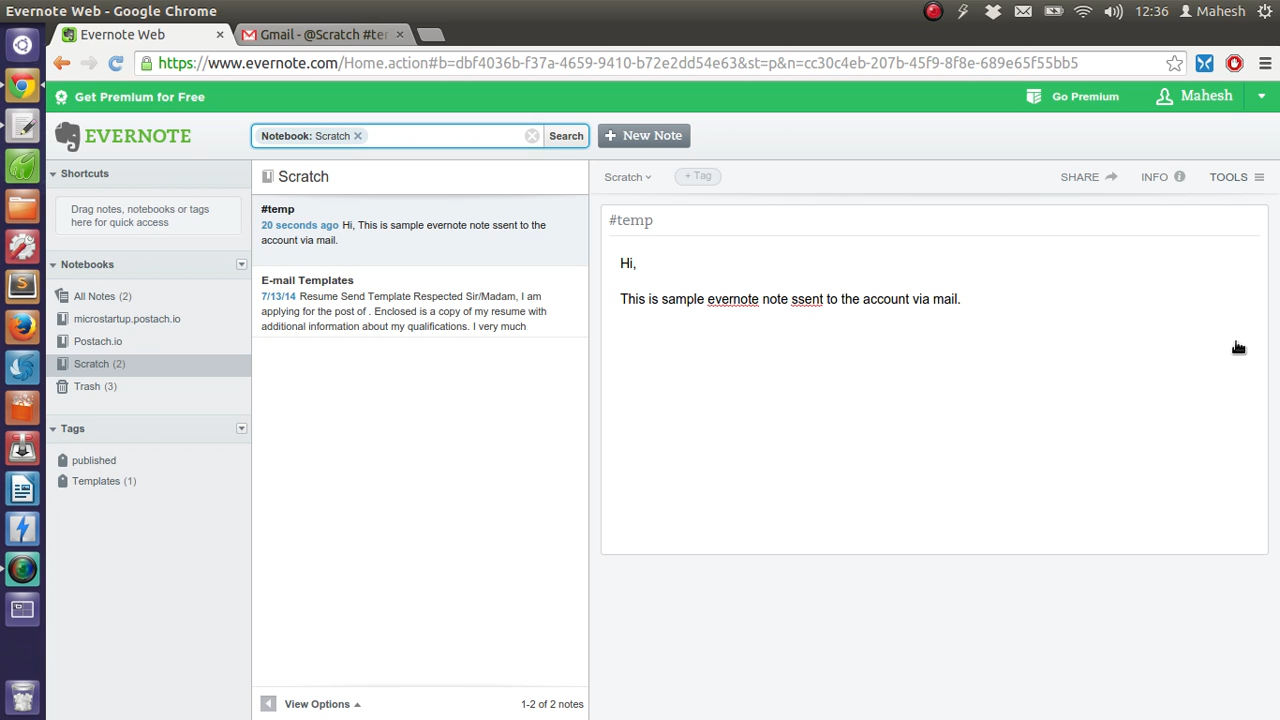 Evernote Web - Google Chrome
12:36
Mahesh
Evernote Web
Gmail - @Scratch #ter
https://www.evernote.com/Home.action#b=dbf4036b-f37a-4659-9410-b72e2dd54e63&st=p&n=cc30c4eb-207b-45f9-8f8e-689e65f55bb5
Get Premium for Free
Go Premium
Mahesh
EVERNOTE
Notebook: Scratch
Search
+ New Note
Shortcuts
Drag notes, notebooks or tags
here for quick access
Notebooks
All Notes (2)
microstartup.postach.io
Postach.io
Scratch (2)
Trash (3)
Tags
published
Templates (1)
Scratch
#temp
20 seconds ago Hi, This is sample evernote note ssent to the
account via mail.
E-mail Templates
7/13/14 Resume Send Template Respected Sir/Madam, I am
applying for the post of . Enclosed is a copy of my resume with
additional information about my qualifications. I very much
View Options
1-2 of 2 notes
Scratch
+ Tag
SHARE
INFO
TOOLS
#temp
Hi,
This is sample evernote note ssent to the account via mail.